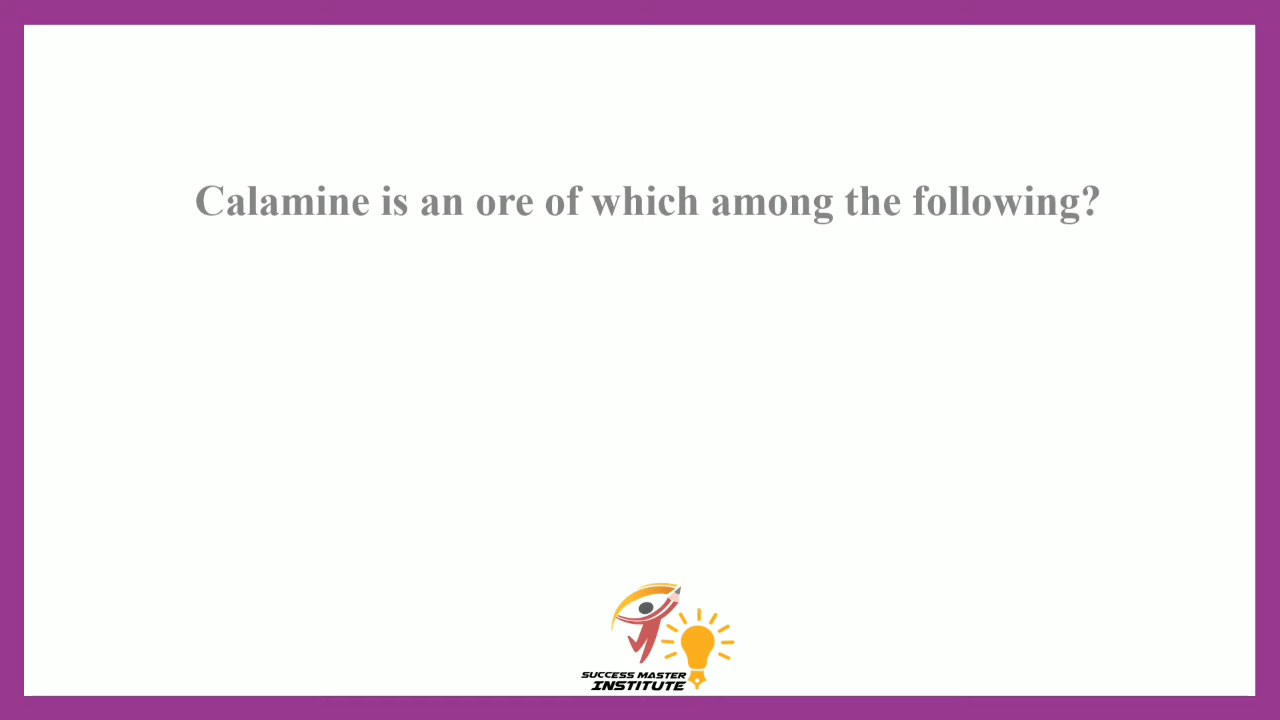 Calamine is an ore of which among the following?
SUCCESS MASTER
INSTITUTE